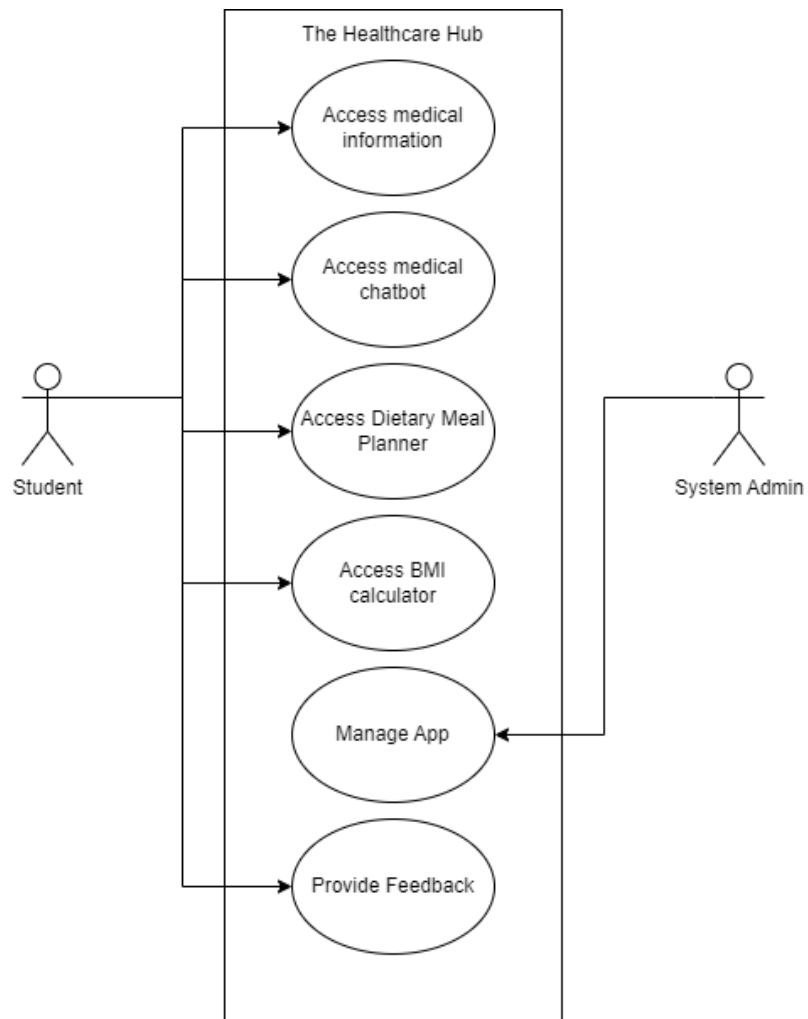 The Healthcare Hub
Access medical
information
Access medical
chatbot
Access Dietary Meal
Planner
Student
System Admin
Access BMI
calculator
Manage App
Provide Feedback